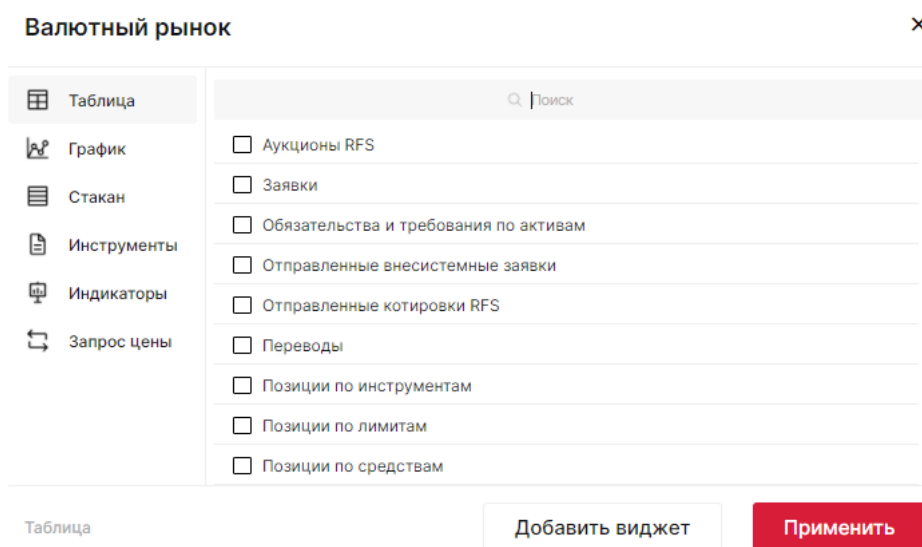 Валютный рынок
Таблица
График
Стакан
Инструменты
Индикаторы
Запрос цены
Поиск
Аукционы RFS
Заявки
Обязательства и требования по активам
Отправленные внесистемные заявки
Отправленные котировки RFS
Переводы
Позиции по инструментам
Позиции по лимитам
Позиции по средствам
Таблица
Добавить виджет
Применить